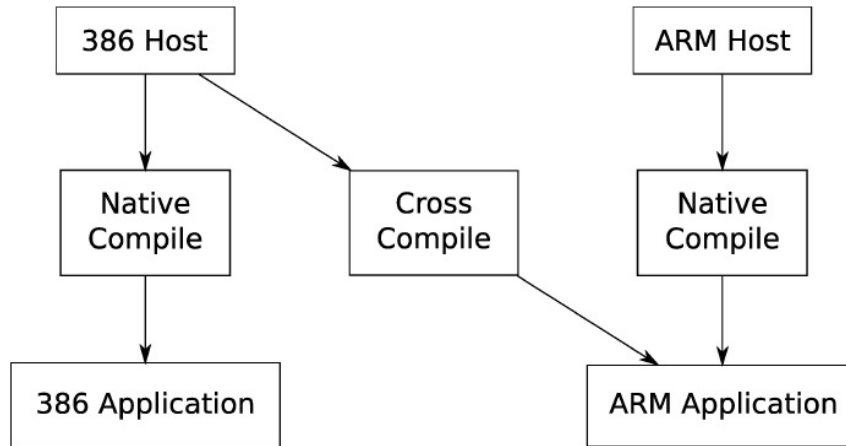 386 Host
ARM Host
Native
Compile
Cross
Compile
Native
Compile
386 Application
ARM Application